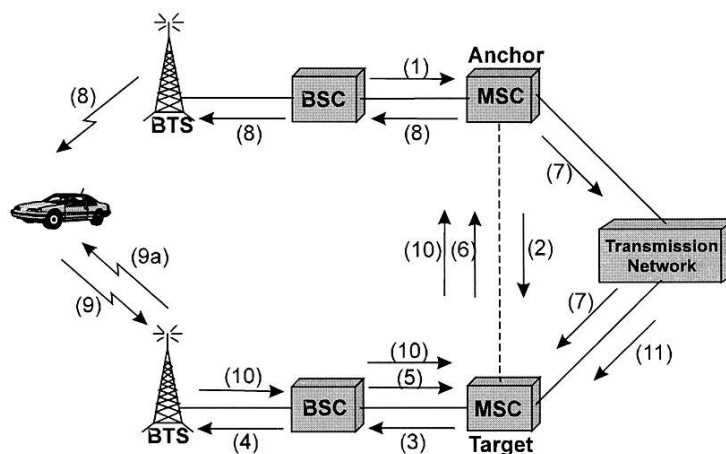 Anchor
(1)
(8)
BSC
MSC
BTS
(8)
(8)
(7)
(9a)
(10)
(6)
(2)
Transmission
Network
(9)
(7)
(10)
(11)
(10)
(5)
BSC
MSC
BTS
(4)
(3)
Target